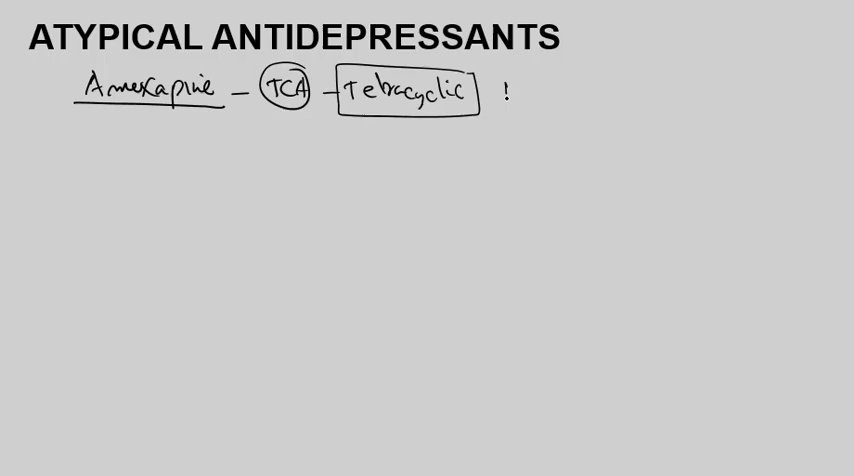 ATYPICAL ANTIDEPRESSANTS
Amoxapine - TCA - Tetracyclic !